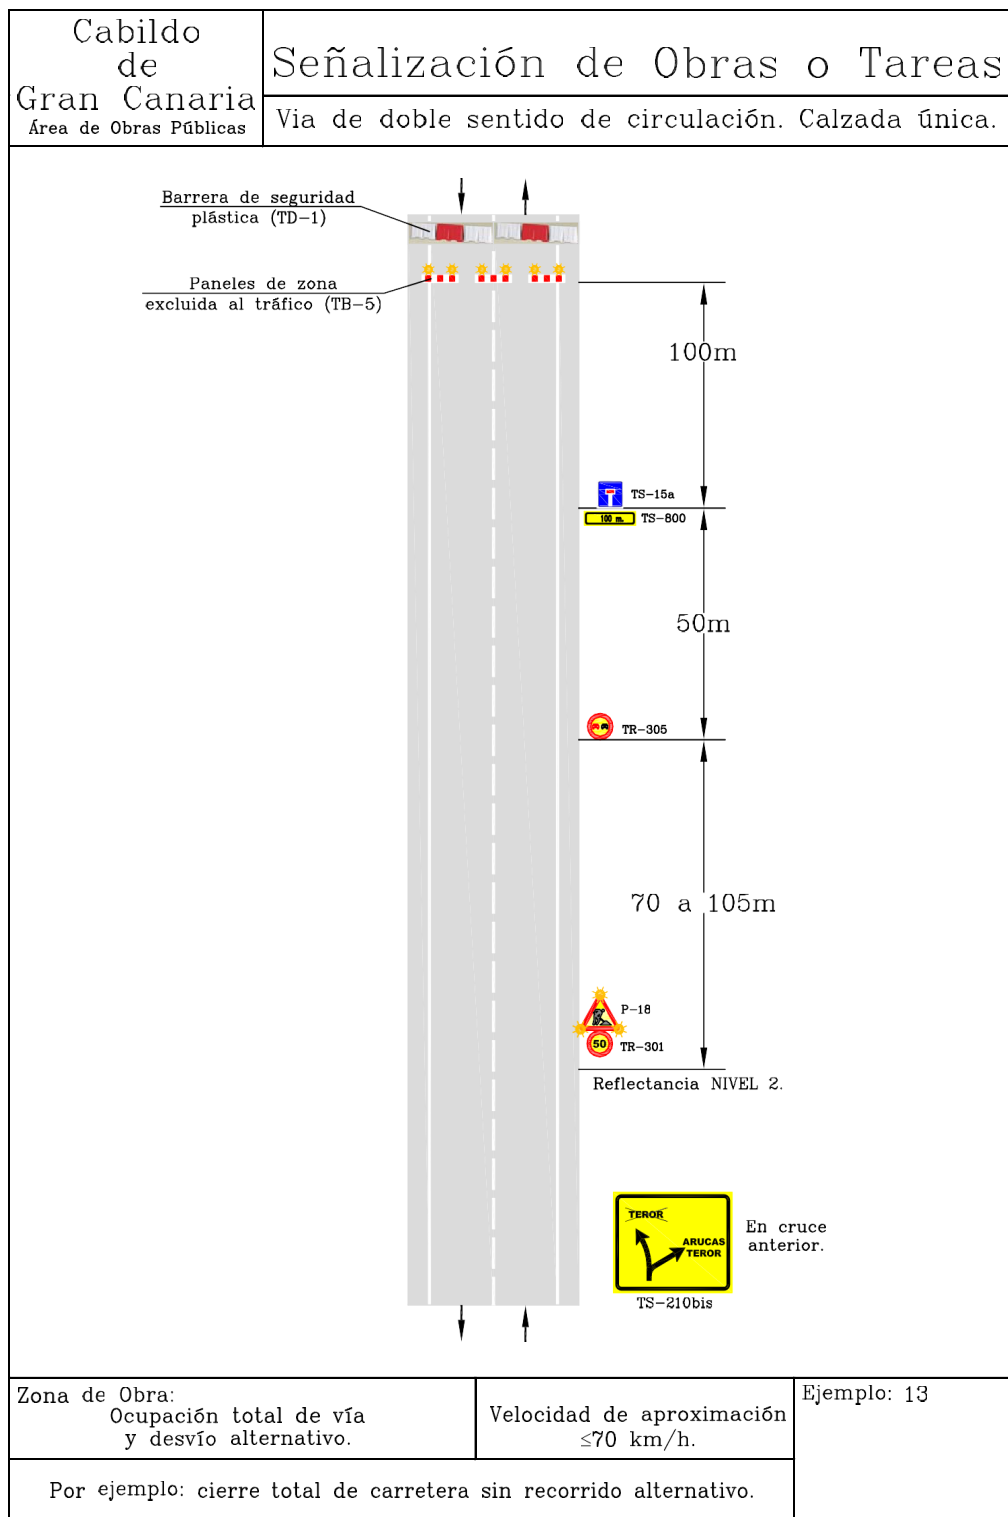 Cabildo
de
Gran Canaria
Área de Obras Públicas
Señalización de Obras o Tareas
Via de doble sentido de circulación. Calzada única.
Barrera de seguridad
plástica (TD-1)
Paneles de zona
excluida al tráfico (TB-5)
100m
TS-15a
100 m.
TS-800
50m
TR-305
70 a 105m
P-18
50
TR-301
Reflectancia NIVEL 2.
TEROR
ARUCAS
TEROR
En cruce
anterior.
TS-210bis
Zona de Obra:
Ocupación total de vía
y desvío alternativo.
Velocidad de aproximación
≤70 km/h.
Ejemplo: 13
Por ejemplo: cierre total de carretera sin recorrido alternativo.